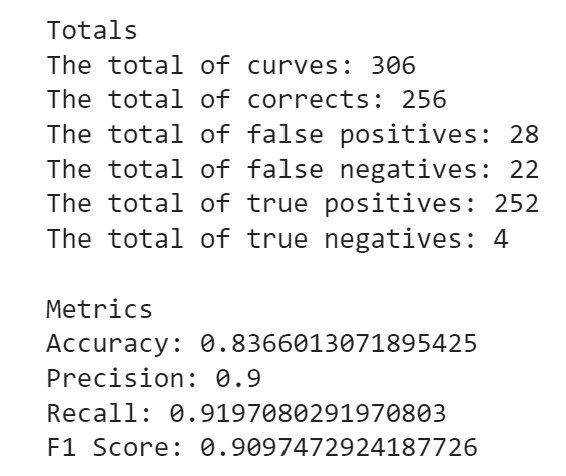 Totals
The total of curves: 306
The total of corrects: 256
The total of false positives: 28
The total of false negatives: 22
The total of true positives: 252
The total of true negatives: 4
Metrics
Accuracy: 0.8366013071895425
Precision: 0.9
Recall: 0.9197080291970803
F1 Score: 0.9097472924187726